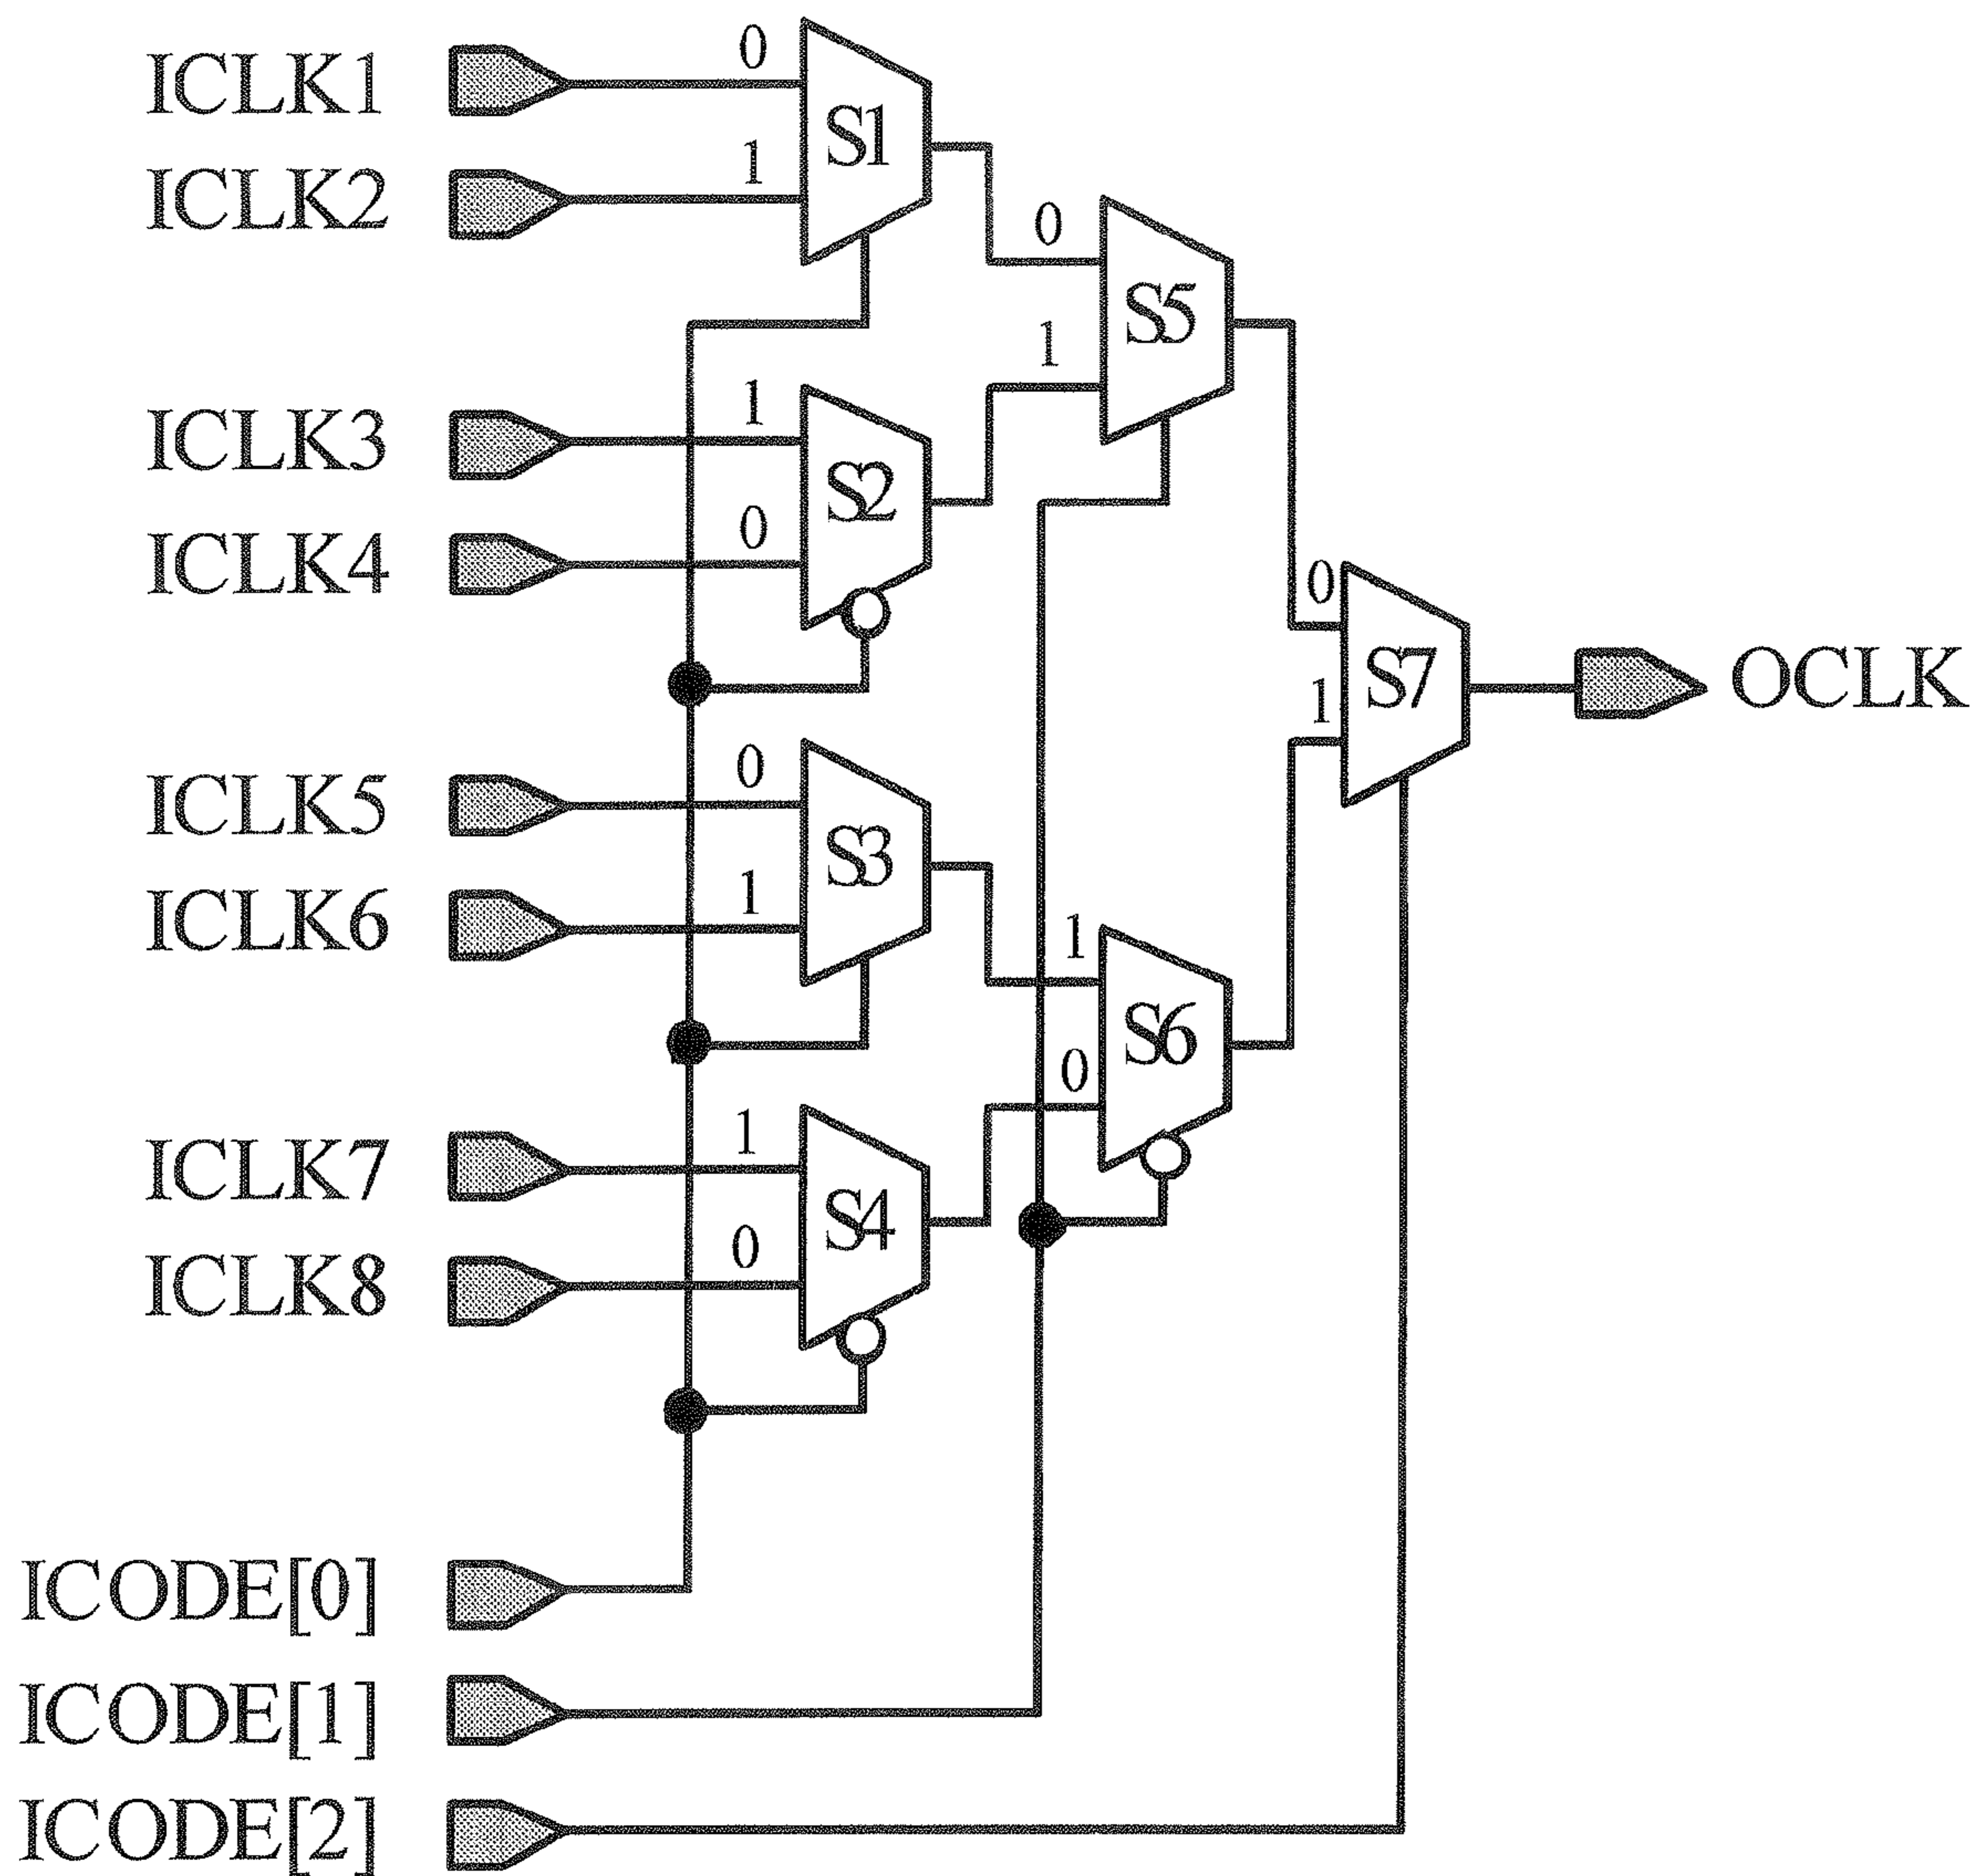 ICLK1
0
S1
ICLK2
1
0
S5
1
ICLK3
1
S2
ICLK4
0
0
S7
OCLK
1
ICLK5
0
S3
ICLK6
1
1
S6
0
ICLK7
1
S4
ICLK8
0
ICODE[0]
ICODE[1]
ICODE[2]